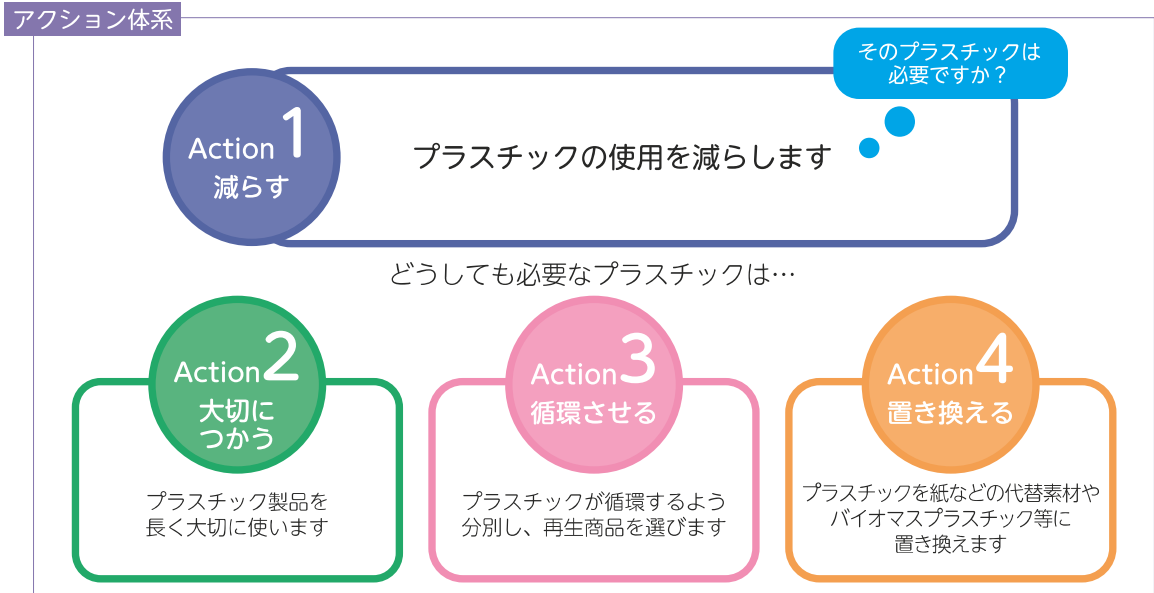 アクション体系
そのプラスチックは
必要ですか？
Action 1
減らす
プラスチックの使用を減らします
どうしても必要なプラスチックは…
Action 2
大切に
つかう
プラスチック製品を
長く大切に使います
Action 3
循環させる
プラスチックが循環するよう
分別し、再生商品を選びます
Action 4
置き換える
プラスチックを紙などの代替素材や
バイオマスプラスチック等に
置き換えます